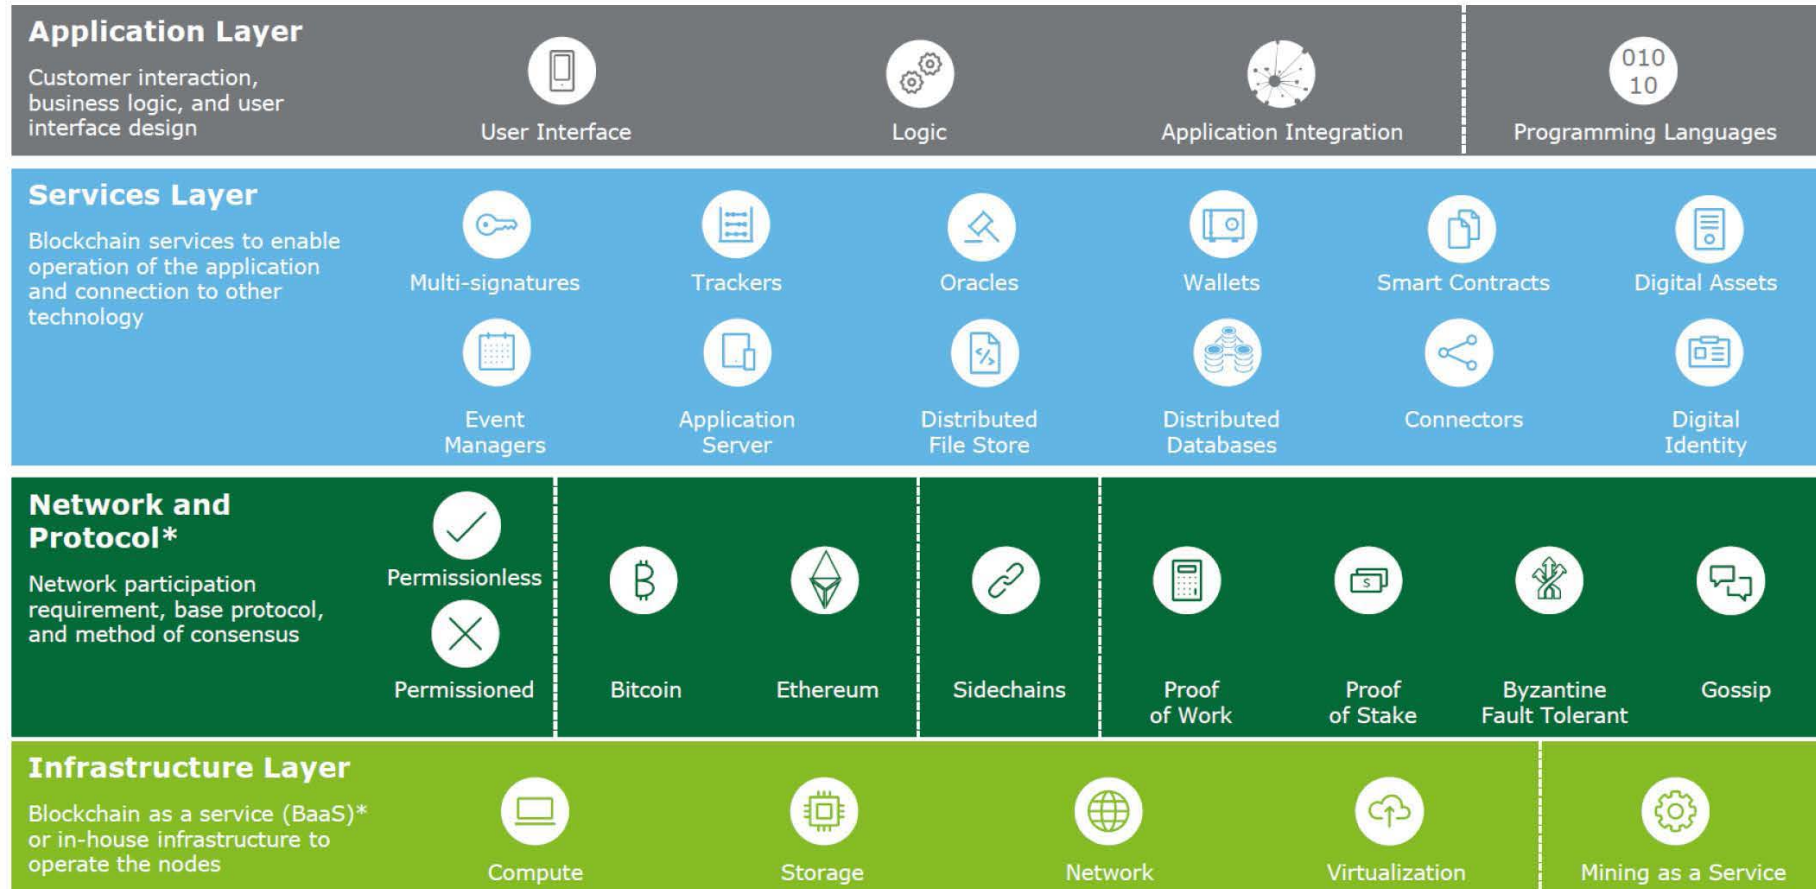 Application Layer
Customer interaction,
business logic, and user
interface design
User Interface
Logic
Application Integration
010
10
Programming Languages
Services Layer
Blockchain services to enable
operation of the application
and connection to other
technology
Multi-signatures
Trackers
Oracles
Wallets
Smart Contracts
Digital Assets
Event
Managers
Application
Server
Distributed
File Store
Distributed
Databases
Connectors
Digital
Identity
Network and
Protocol*
Network participation
requirement, base protocol,
and method of consensus
Permissionless
Permissioned
Bitcoin
Ethereum
Sidechains
Proof
of Work
Proof
of Stake
Byzantine
Fault Tolerant
Gossip
Infrastructure Layer
Blockchain as a service (BaaS)*
or in-house infrastructure to
operate the nodes
Compute
Storage
Network
Virtualization
Mining as a Service